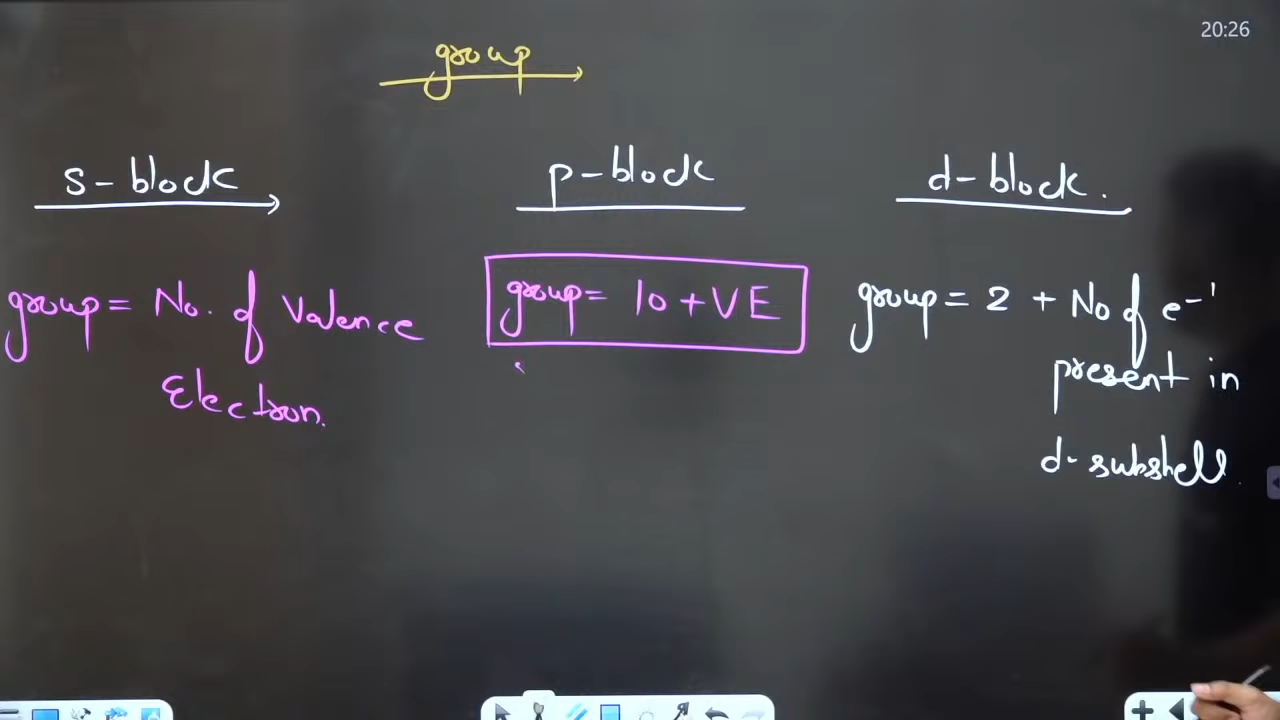 20:26
group
s-block
p-block
d-block.
group = No. of Valence
Electron.
group = 10 + VE
group = 2 + No of e-1
present in
d-subshell.